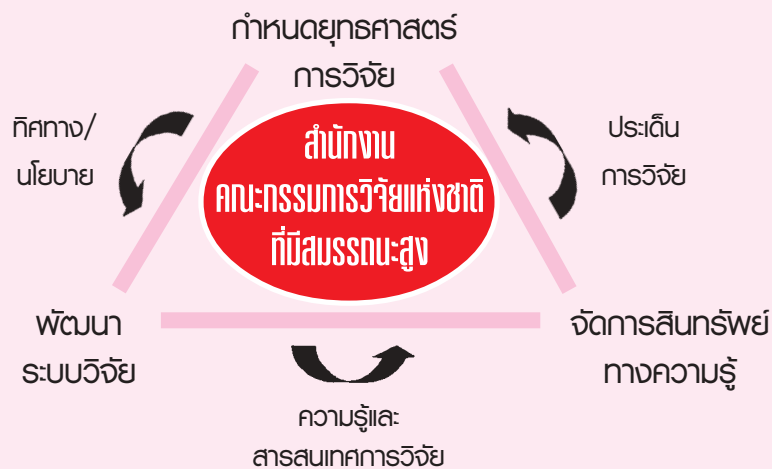 กำหนดยุทธศาสตร์
การวิจัย
ทิศทาง/
นโยบาย
สำนักงาน
คณะกรรมการวิจัยแห่งชาติ
ที่มีสมรรถนะสูง
ประเด็น
การวิจัย
พัฒนา
ระบบวิจัย
จัดการสินทรัพย์
ทางความรู้
ความรู้และ
สารสนเทศการวิจัย